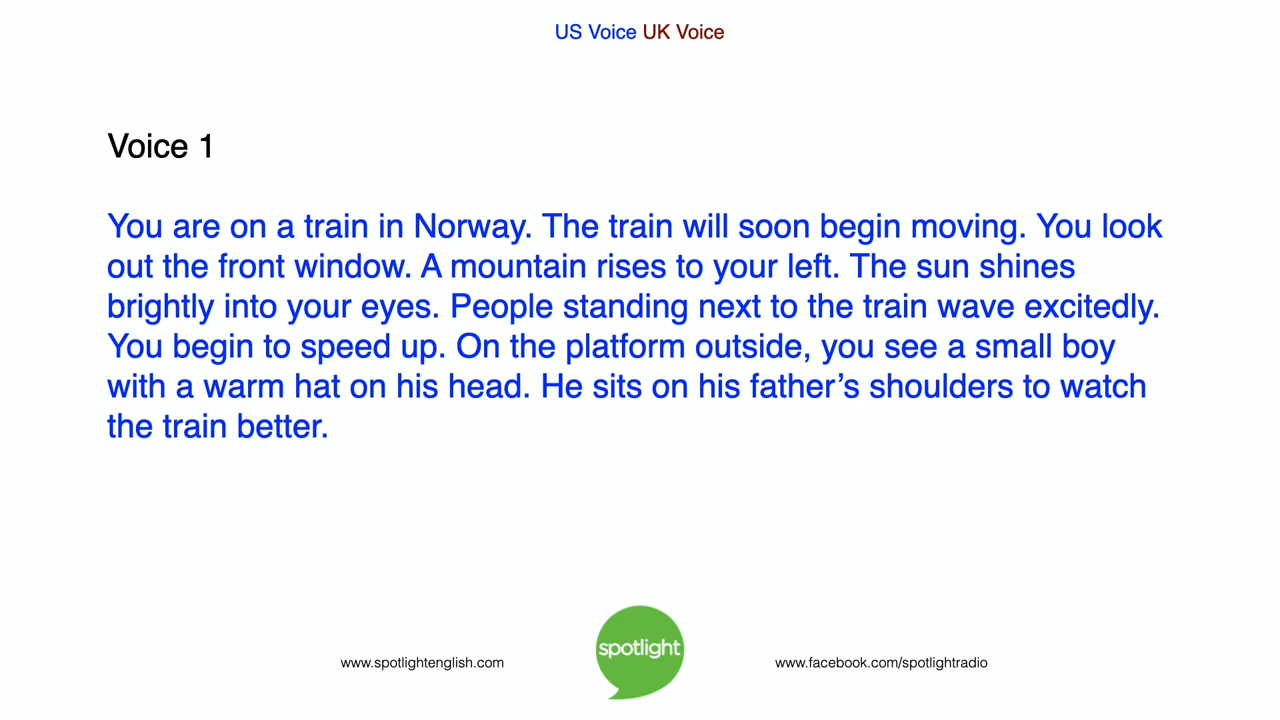 US Voice UK Voice
Voice 1
You are on a train in Norway. The train will soon begin moving. You look
out the front window. A mountain rises to your left. The sun shines
brightly into your eyes. People standing next to the train wave excitedly.
You begin to speed up. On the platform outside, you see a small boy
with a warm hat on his head. He sits on his father’s shoulders to watch
the train better.
spotlight
www.spotlightenglish.com
www.facebook.com/spotlightradio